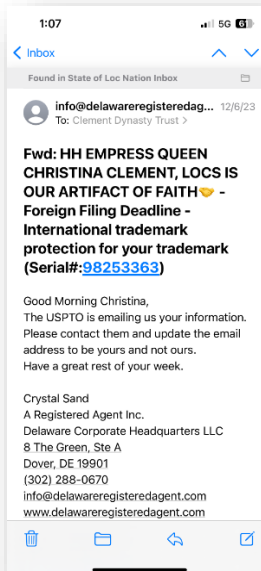 1:07 5G 6
Inbox
Found in State of Loc Nation Inbox
info@delawareregisteredag... 12/6/23
To: Clement Dynasty Trust >
Fwd: HH EMPRESS QUEEN
CHRISTINA CLEMENT, LOCS IS
OUR ARTIFACT OF FAITH🤝 -
Foreign Filing Deadline -
International trademark
protection for your trademark
(Serial#:98253363)
Good Morning Christina,
The USPTO is emailing us your information.
Please contact them and update the email
address to be yours and not ours.
Have a great rest of your week.
Crystal Sand
A Registered Agent Inc.
Delaware Corporate Headquarters LLC
8 The Green, Ste A
Dover, DE 19901
(302) 288-0670
info@delawareregisteredagent.com
www.delawareregisteredagent.com